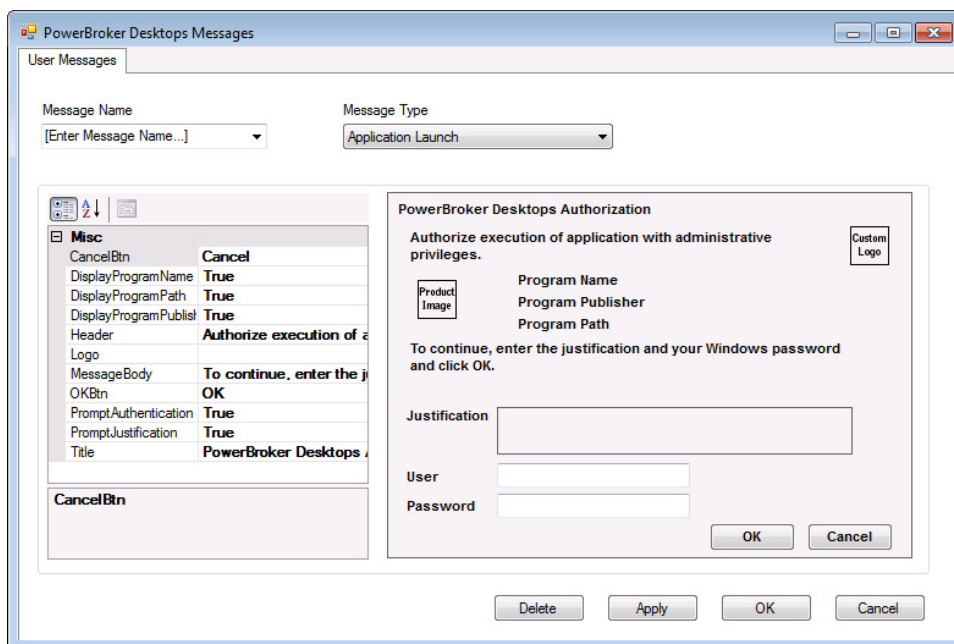 PowerBroker Desktops Messages
User Messages
Message Name
Message Type
[Enter Message Name...]
Application Launch
Misc
CancelBtn Cancel
DisplayProgramName True
DisplayProgramPath True
DisplayProgramPublisl True
Header Authorize execution of a
Logo
MessageBody To continue, enter the j
OKBtn OK
PromptAuthentication True
PromptJustification True
Title PowerBroker Desktops A
CancelBtn
PowerBroker Desktops Authorization
Authorize execution of application with administrative
privileges.
Custom
Logo
Product
Image
Program Name
Program Publisher
Program Path
To continue, enter the justification and your Windows password
and click OK.
Justification
User
Password
OK Cancel
Delete Apply OK Cancel